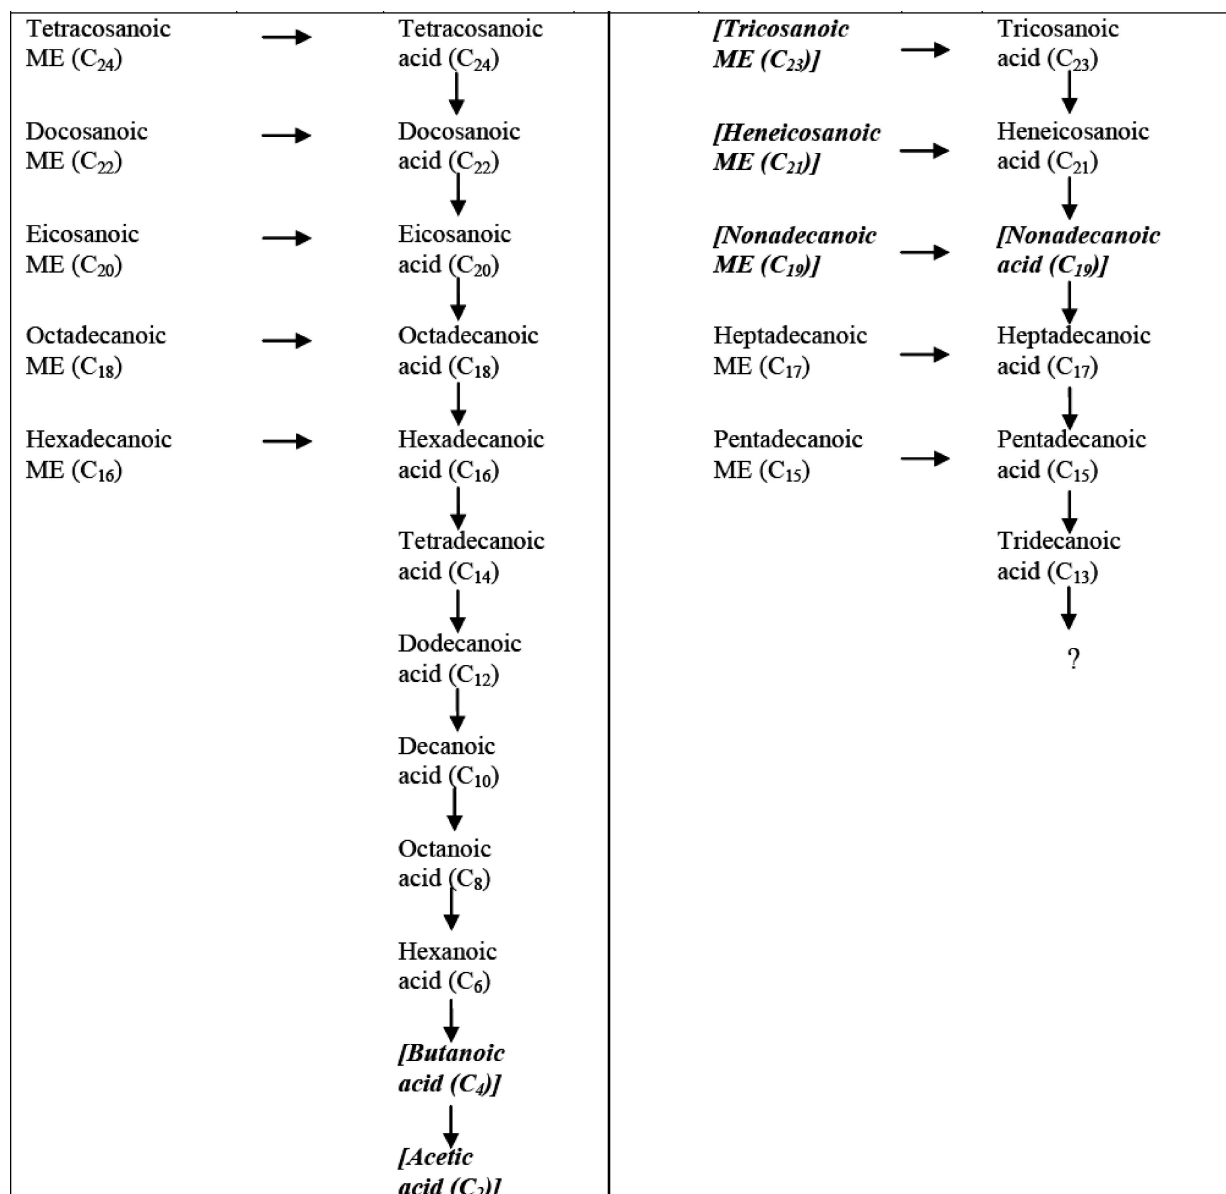 Tetracosanoic
ME (C24)
Tetracosanoic
acid (C24)
[Tricosanoic
ME (C23)]
Tricosanoic
acid (C23)
Docosanoic
ME (C22)
Docosanoic
acid (C22)
[Heneicosanoic
ME (C21)]
Heneicosanoic
acid (C21)
Eicosanoic
ME (C20)
Eicosanoic
acid (C20)
[Nonadecanoic
ME (C19)]
[Nonadecanoic
acid (C19)]
Octadecanoic
ME (C18)
Octadecanoic
acid (C18)
Heptadecanoic
ME (C17)
Heptadecanoic
acid (C17)
Hexadecanoic
ME (C16)
Hexadecanoic
acid (C16)
Pentadecanoic
ME (C15)
Pentadecanoic
acid (C15)
Tetradecanoic
acid (C14)
Tridecanoic
acid (C13)
Dodecanoic
acid (C12)
?
Decanoic
acid (C10)
Octanoic
acid (C8)
Hexanoic
acid (C6)
[Butanoic
acid (C4)]
[Acetic
acid (C2)]